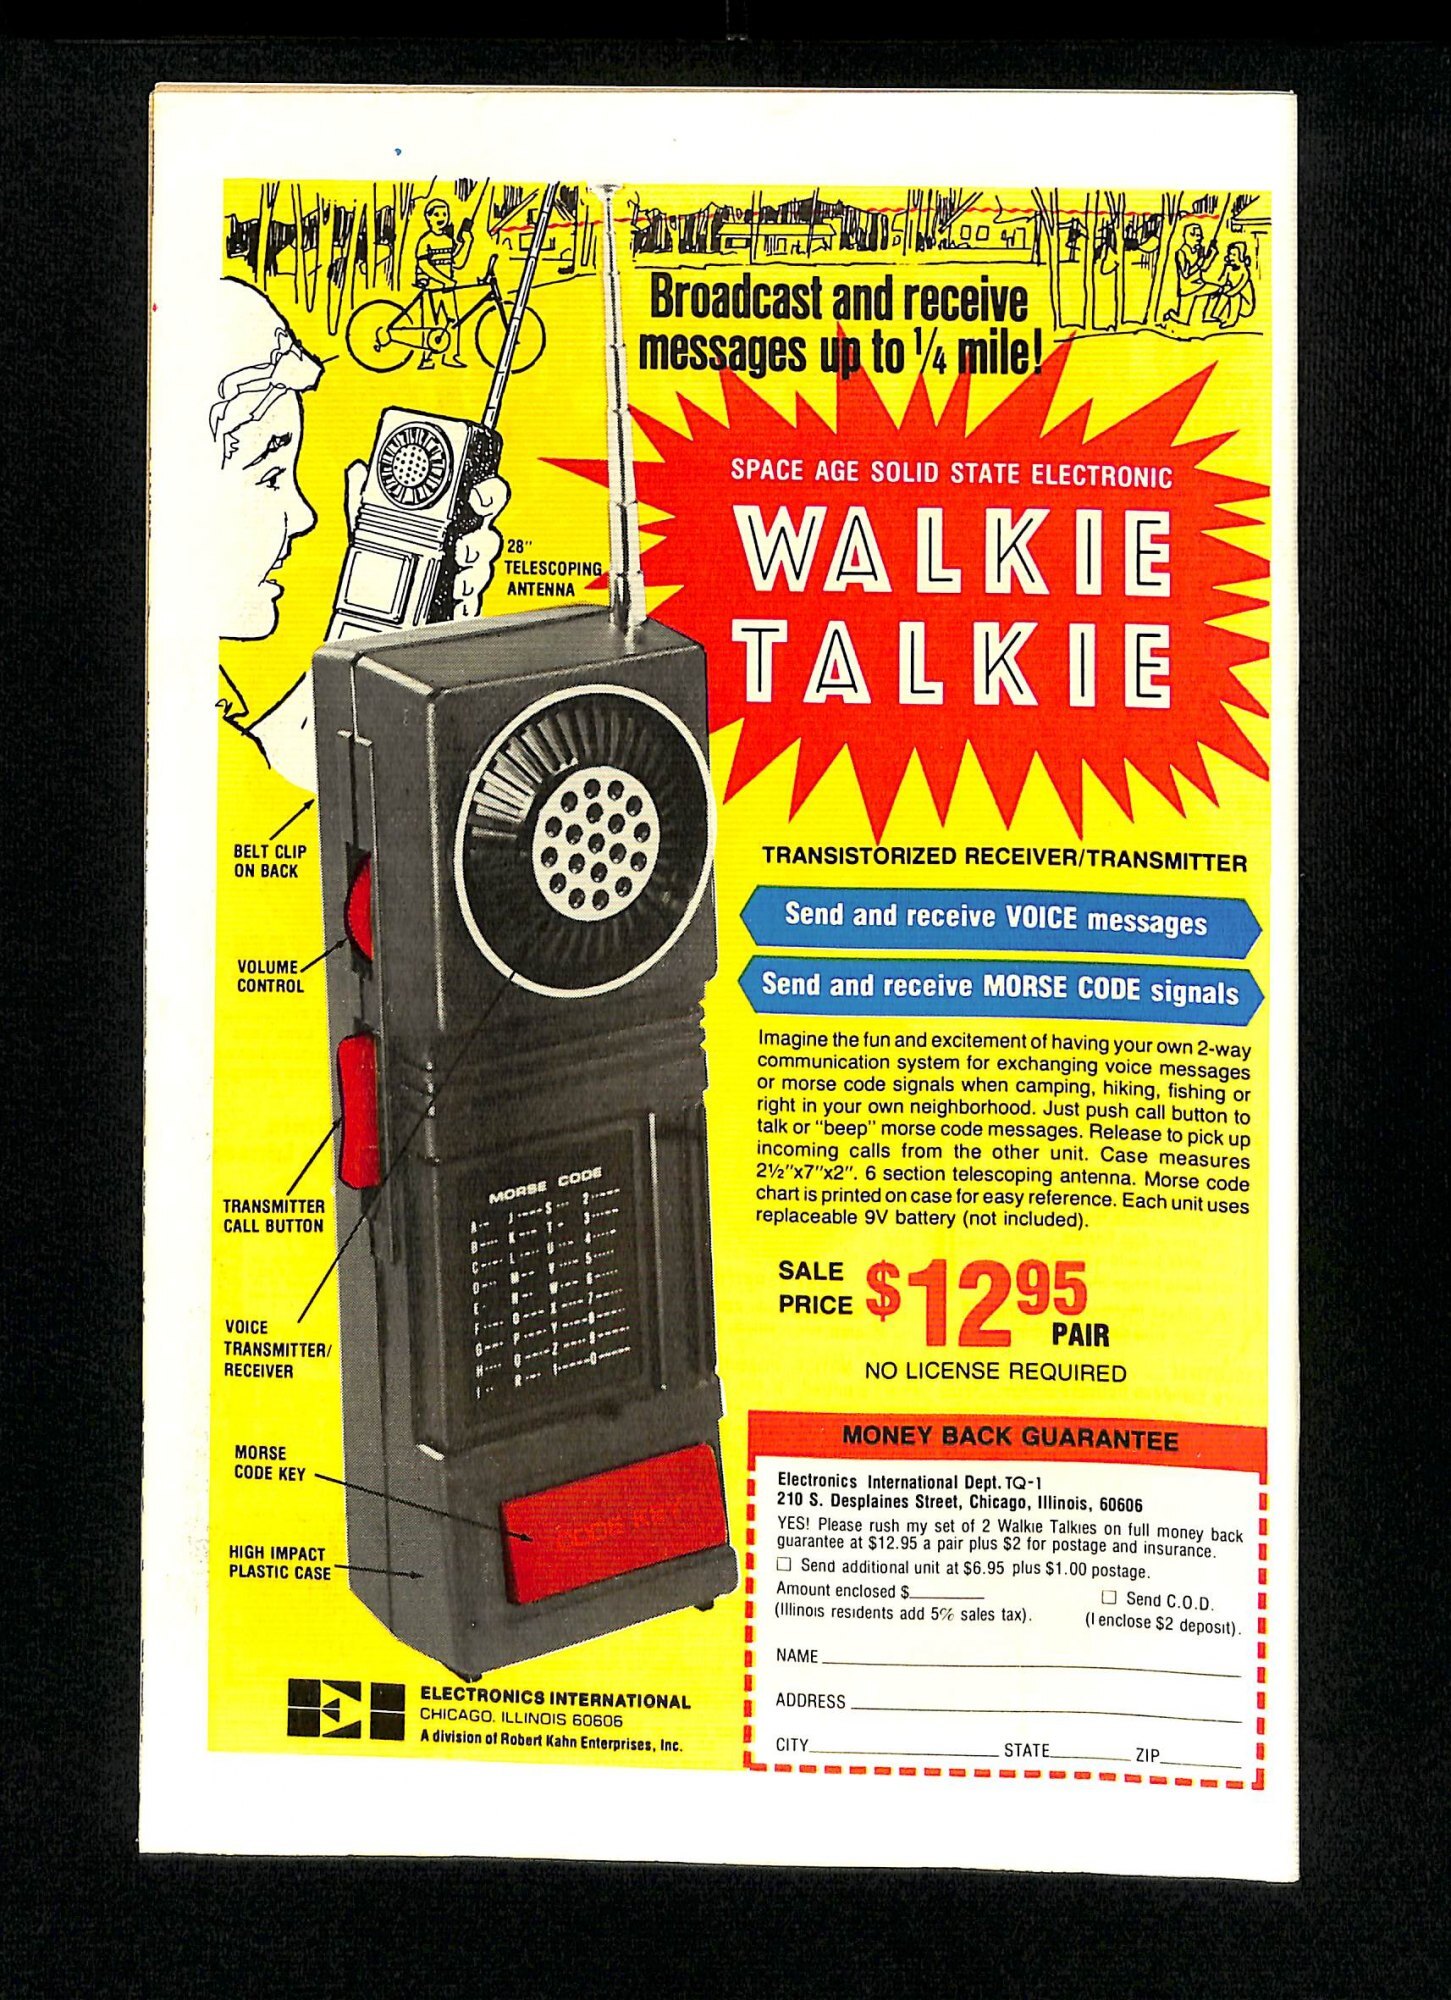 Broadcast and receive
messages up to 1/4 mile!
SPACE AGE SOLID STATE ELECTRONIC
WALKIE
TALKIE
28"
TELESCOPING
ANTENNA
BELT CLIP
ON BACK
VOLUME
CONTROL
TRANSMITTER
CALL BUTTON
VOICE
TRANSMITTER/
RECEIVER
MORSE
CODE KEY
HIGH IMPACT
PLASTIC CASE
MORSE CODE
CODE KEY
TRANSISTORIZED RECEIVER/TRANSMITTER
Send and receive VOICE messages
Send and receive MORSE CODE signals
Imagine the fun and excitement of having your own 2-way
communication system for exchanging voice messages
or morse code signals when camping, hiking, fishing or
right in your own neighborhood. Just push call button to
talk or "beep" morse code messages. Release to pick up
incoming calls from the other unit. Case measures
2½"x7"x2". 6 section telescoping antenna. Morse code
chart is printed on case for easy reference. Each unit uses
replaceable 9V battery (not included).
SALE
PRICE $12 95
PAIR
NO LICENSE REQUIRED
MONEY BACK GUARANTEE
Electronics International Dept. TQ-1
210 S. Desplaines Street, Chicago, Illinois, 60606
YES! Please rush my set of 2 Walkie Talkies on full money back
guarantee at $12.95 a pair plus $2 for postage and insurance.
☐ Send additional unit at $6.95 plus $1.00 postage.
Amount enclosed $________ ☐ Send C.O.D.
(Illinois residents add 5% sales tax). (I enclose $2 deposit).
NAME
ADDRESS
CITY STATE ZIP
ELECTRONICS INTERNATIONAL
CHICAGO, ILLINOIS 60606
A division of Robert Kahn Enterprises, Inc.